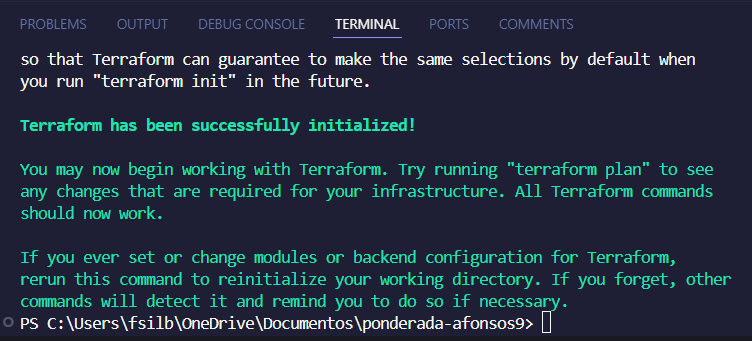 PROBLEMS OUTPUT DEBUG CONSOLE TERMINAL PORTS COMMENTS
so that Terraform can guarantee to make the same selections by default when
you run "terraform init" in the future.
Terraform has been successfully initialized!
You may now begin working with Terraform. Try running "terraform plan" to see
any changes that are required for your infrastructure. All Terraform commands
should now work.
If you ever set or change modules or backend configuration for Terraform,
rerun this command to reinitialize your working directory. If you forget, other
commands will detect it and remind you to do so if necessary.
PS C:\Users\fsilb\OneDrive\Documentos\ponderada-afonsos9>